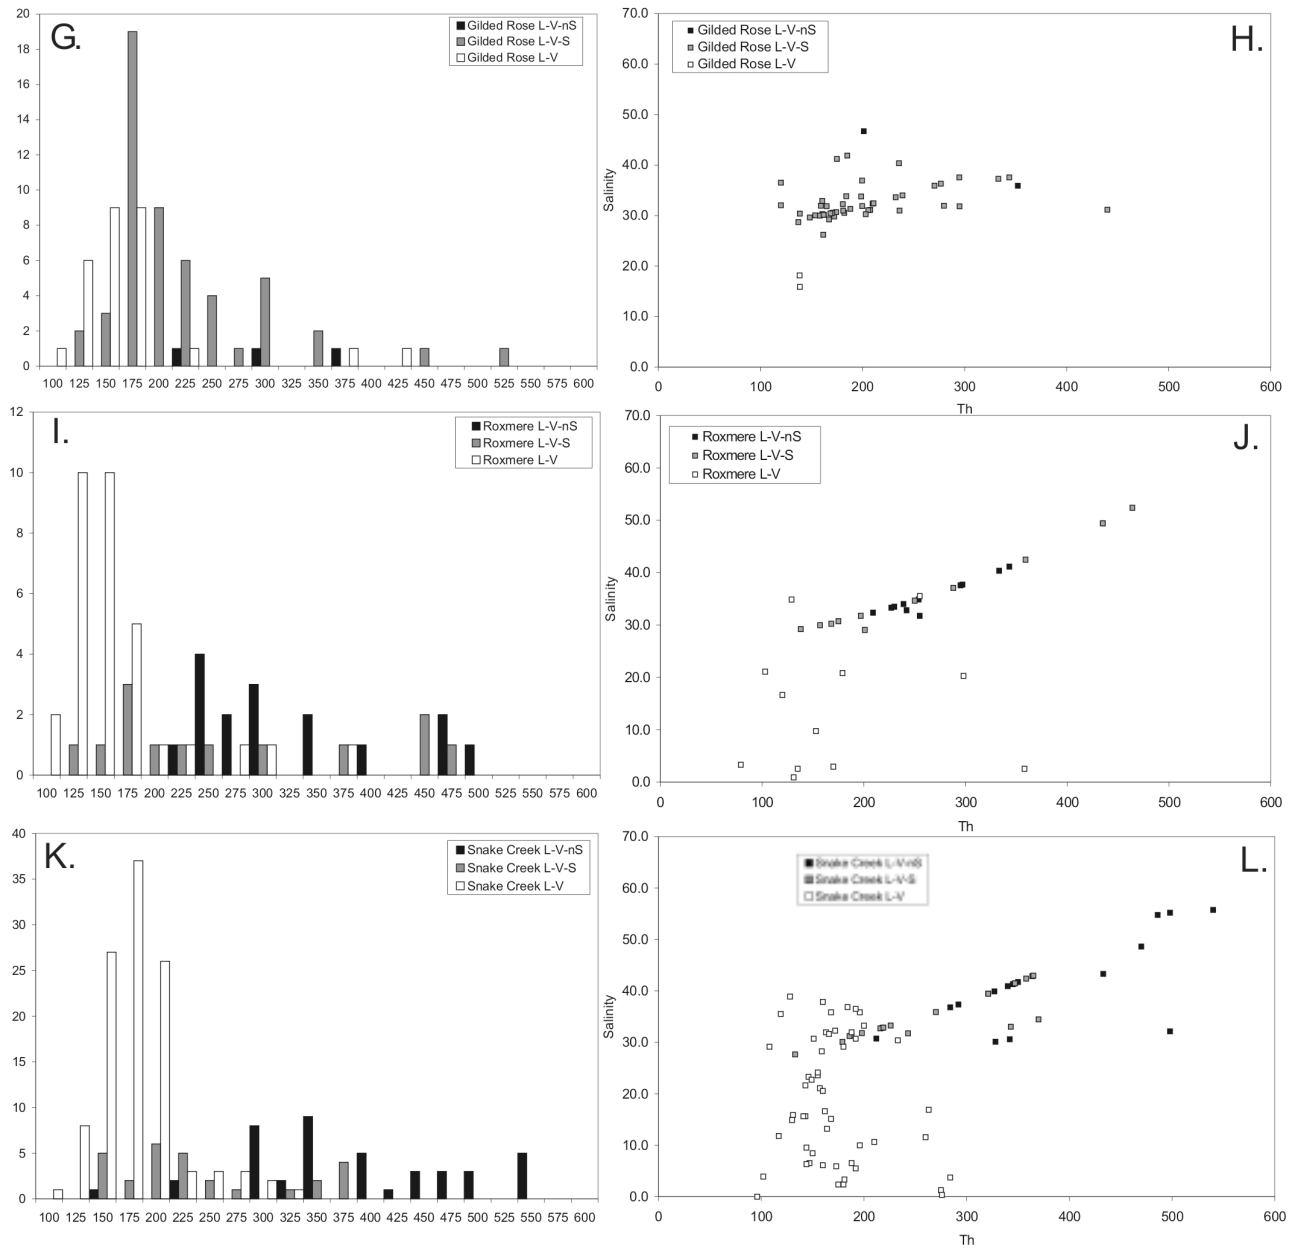 G.
Gilded Rose L-V-nS
Gilded Rose L-V-S
Gilded Rose L-V
20
18
16
14
12
10
8
6
4
2
0
100 125 150 175 200 225 250 275 300 325 350 375 400 425 450 475 500 525 550 575 600
H.
Gilded Rose L-V-nS
Gilded Rose L-V-S
Gilded Rose L-V
70.0
60.0
50.0
40.0
30.0
20.0
10.0
0.0
Salinity
0 100 200 300 400 500 600
Th
I.
Roxmere L-V-nS
Roxmere L-V-S
Roxmere L-V
12
10
8
6
4
2
0
100 125 150 175 200 225 250 275 300 325 350 375 400 425 450 475 500 525 550 575 600
J.
Roxmere L-V-nS
Roxmere L-V-S
Roxmere L-V
70.0
60.0
50.0
40.0
30.0
20.0
10.0
0.0
Salinity
0 100 200 300 400 500 600
Th
K.
Snake Creek L-V-nS
Snake Creek L-V-S
Snake Creek L-V
40
35
30
25
20
15
10
5
0
100 125 150 175 200 225 250 275 300 325 350 375 400 425 450 475 500 525 550 575 600
L.
Snake Creek L-V-nS
Snake Creek L-V-S
Snake Creek L-V
70.0
60.0
50.0
40.0
30.0
20.0
10.0
0.0
Salinity
0 100 200 300 400 500 600
Th